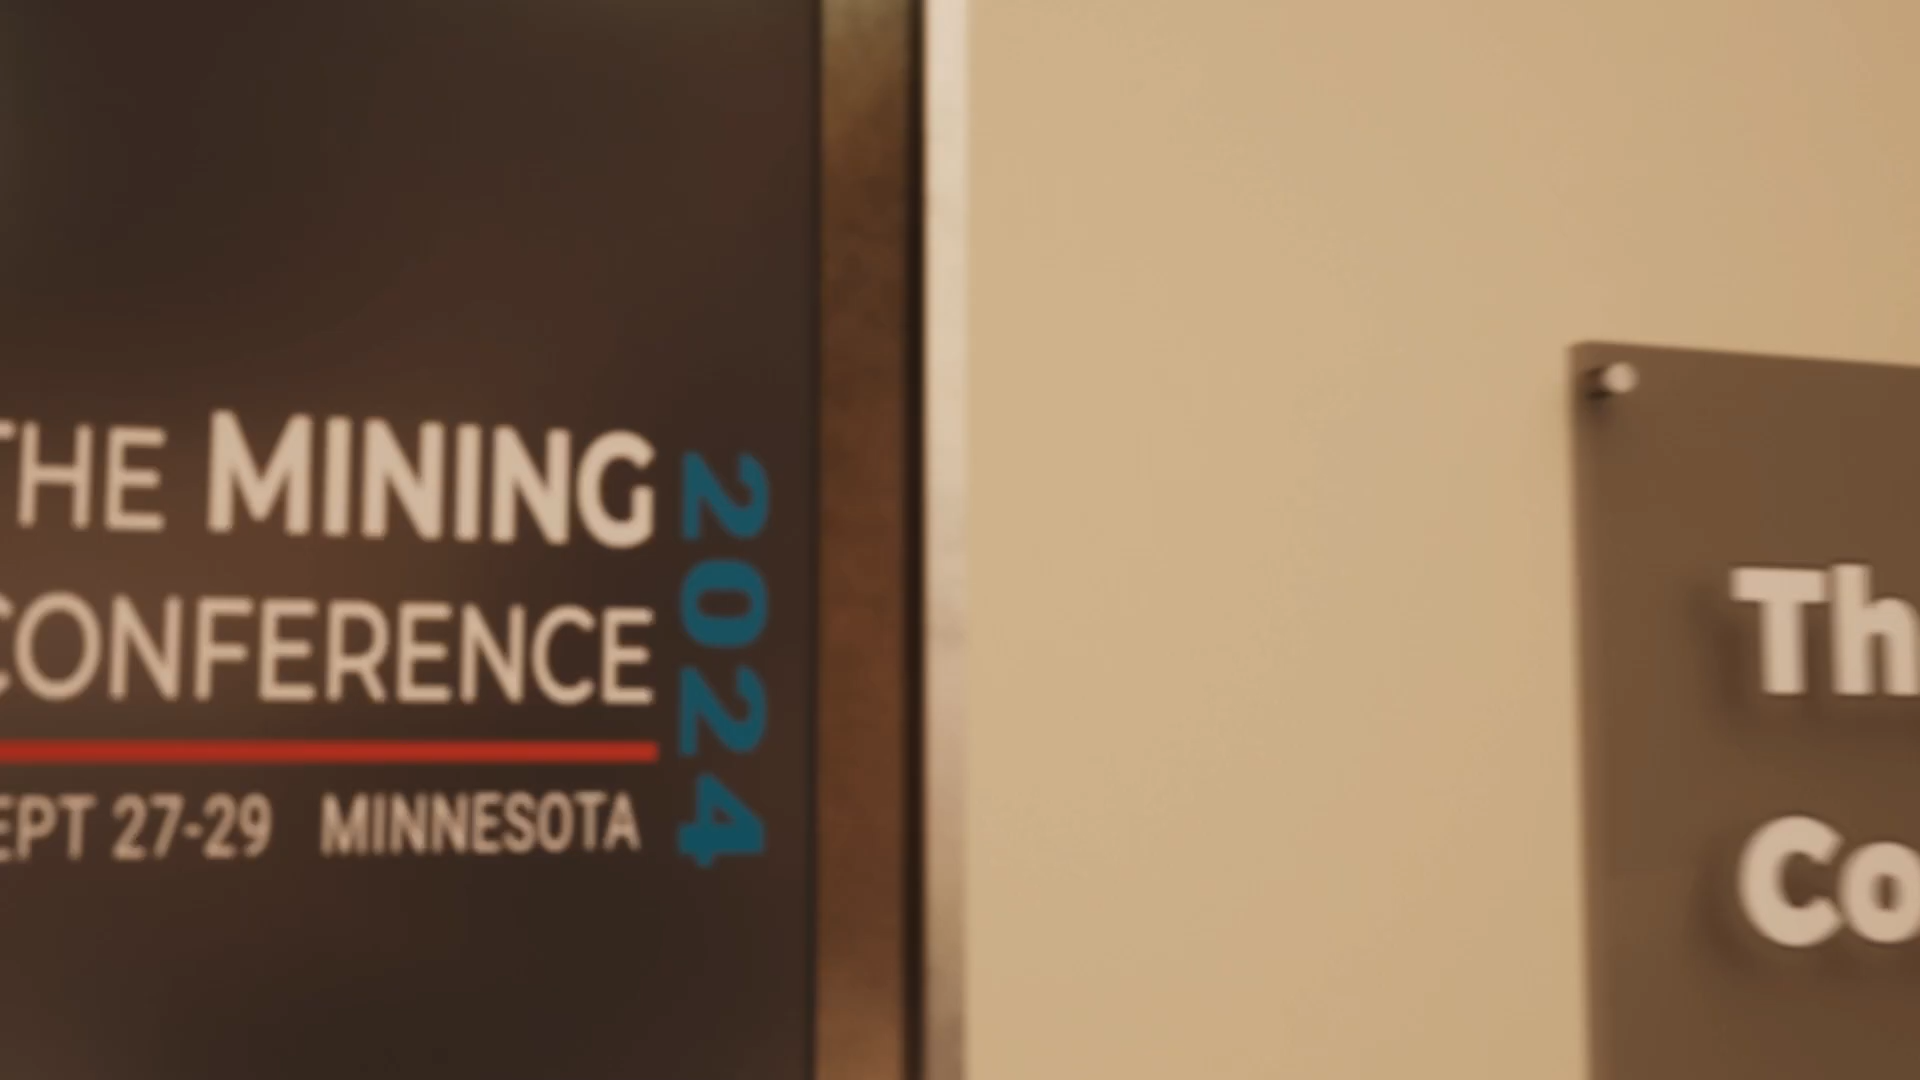 THE MINING
CONFERENCE
2024
EPT 27-29 MINNESOTA
Th
Co